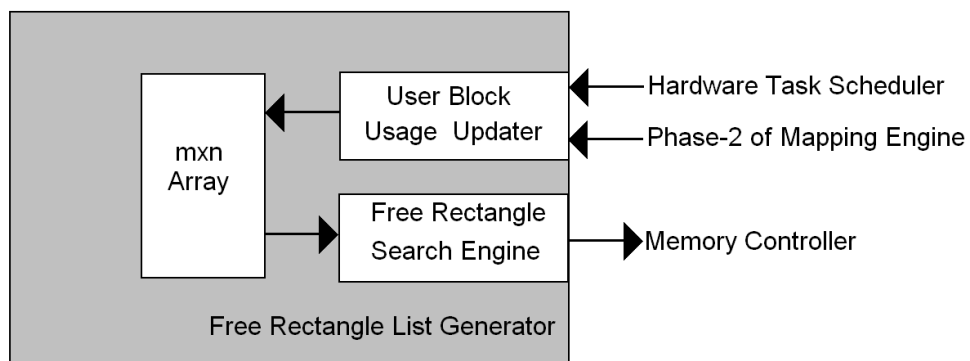 mxn
Array
User Block
Usage Updater
Free Rectangle
Search Engine
Hardware Task Scheduler
Phase-2 of Mapping Engine
Memory Controller
Free Rectangle List Generator